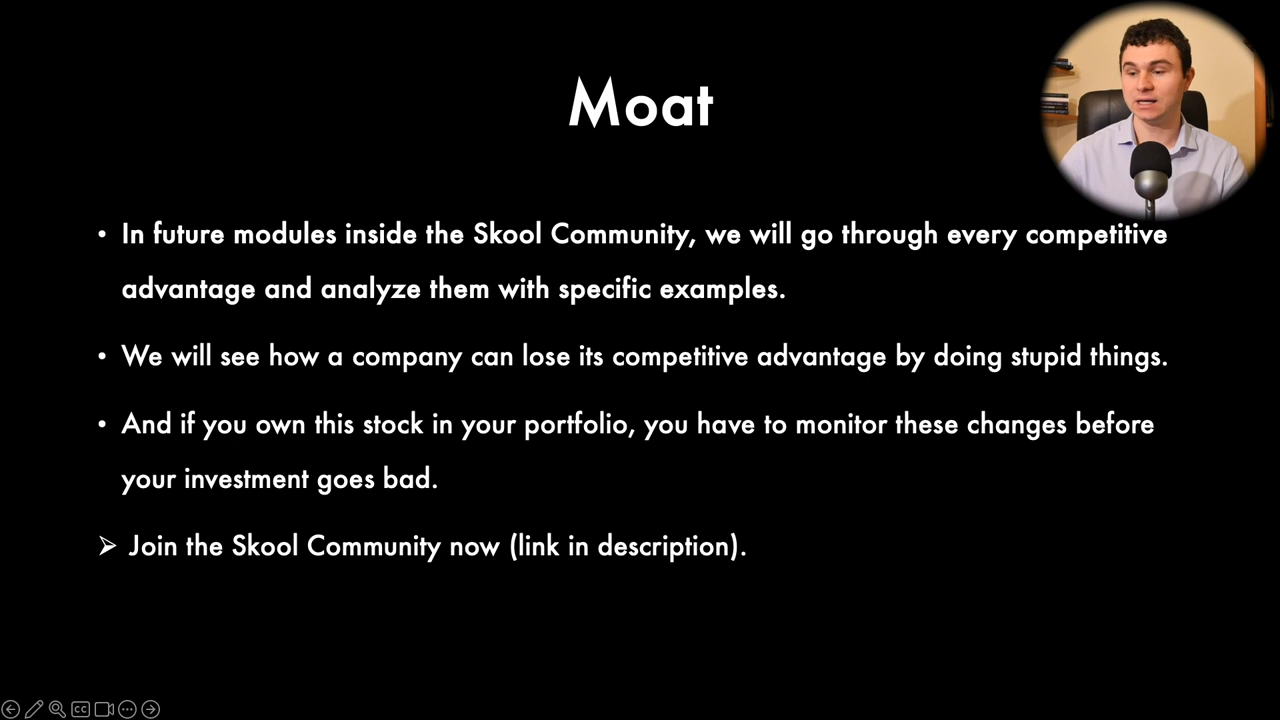 Moat
• In future modules inside the Skool Community, we will go through every competitive
advantage and analyze them with specific examples.
• We will see how a company can lose its competitive advantage by doing stupid things.
• And if you own this stock in your portfolio, you have to monitor these changes before
your investment goes bad.
➢ Join the Skool Community now (link in description).
CC